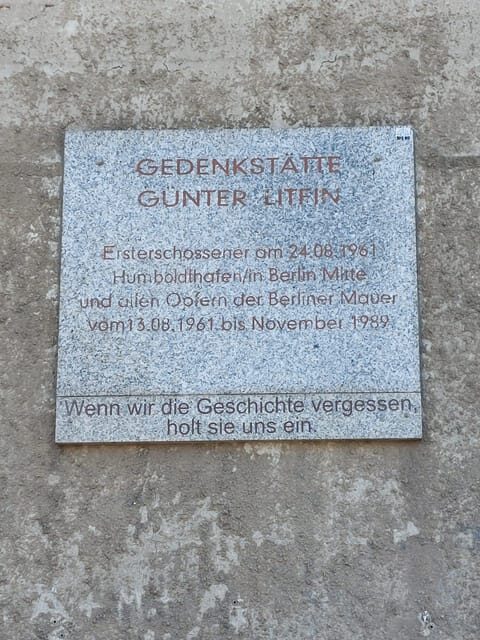 GEDENKSTÄTTE
GÜNTER LITFIN
Ersterschossener am 24.08.1961
Humboldthafen/in Berlin Mitte
und allen Opfern der Berliner Mauer
vom13.08.1961 bis November 1989
Wenn wir die Geschichte vergessen,
holt sie uns ein.